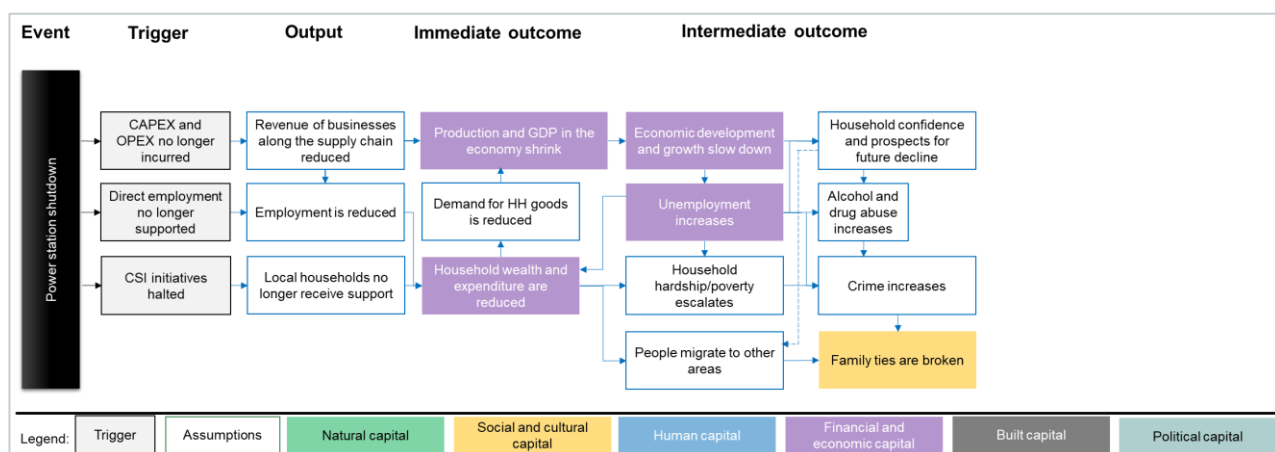 Event
Trigger
Output
Immediate outcome
Intermediate outcome
Power station shutdown
CAPEX and
OPEX no longer
incurred
Revenue of businesses
along the supply chain
reduced
Production and GDP in the
economy shrink
Economic development
and growth slow down
Household confidence
and prospects for
future decline
Direct employment
no longer
supported
Employment is reduced
Demand for HH goods
is reduced
Unemployment
increases
Alcohol and
drug abuse
increases
CSI initiatives
halted
Local households no
longer receive support
Household wealth and
expenditure are
reduced
Household
hardship/poverty
escalates
Crime increases
People migrate to other
areas
Family ties are broken
Legend:
Trigger
Assumptions
Natural capital
Social and cultural
capital
Human capital
Financial and
economic capital
Built capital
Political capital